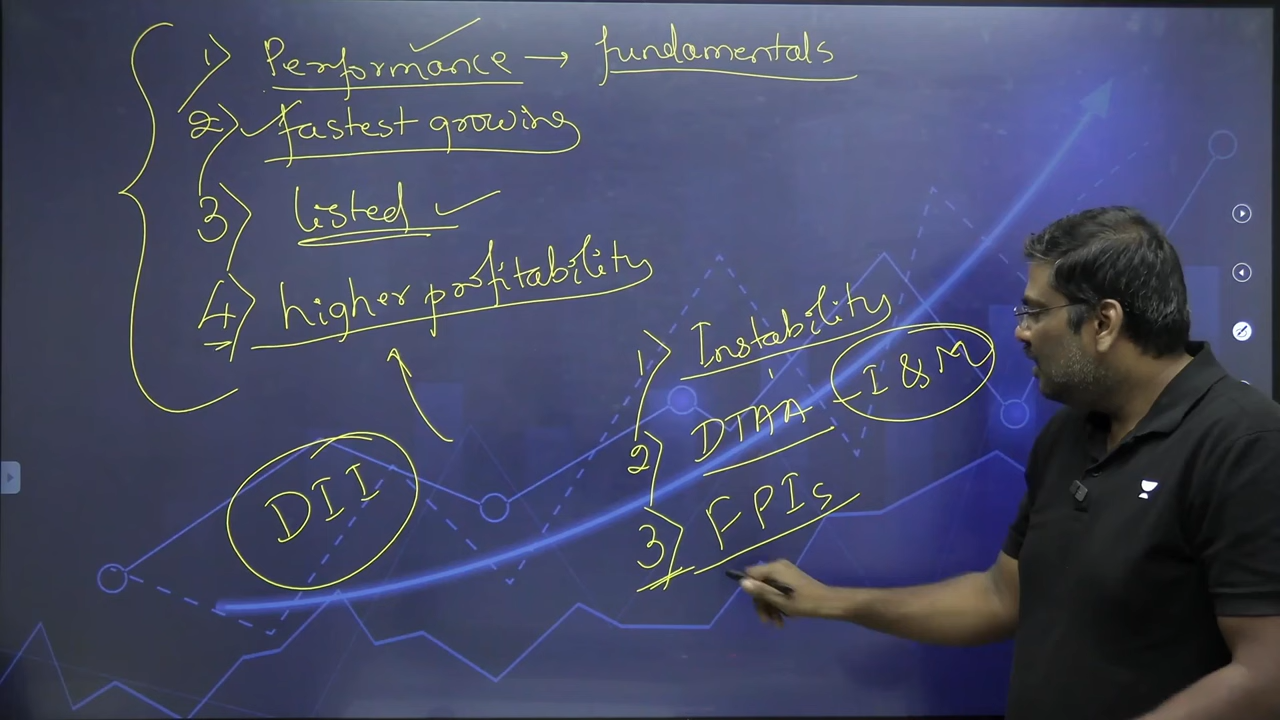 1) Performance → fundamentals
2) fastest growing
3) listed
4) higher profitability
DII
1) Instability
2) DTAA - I & M
3) FPIs